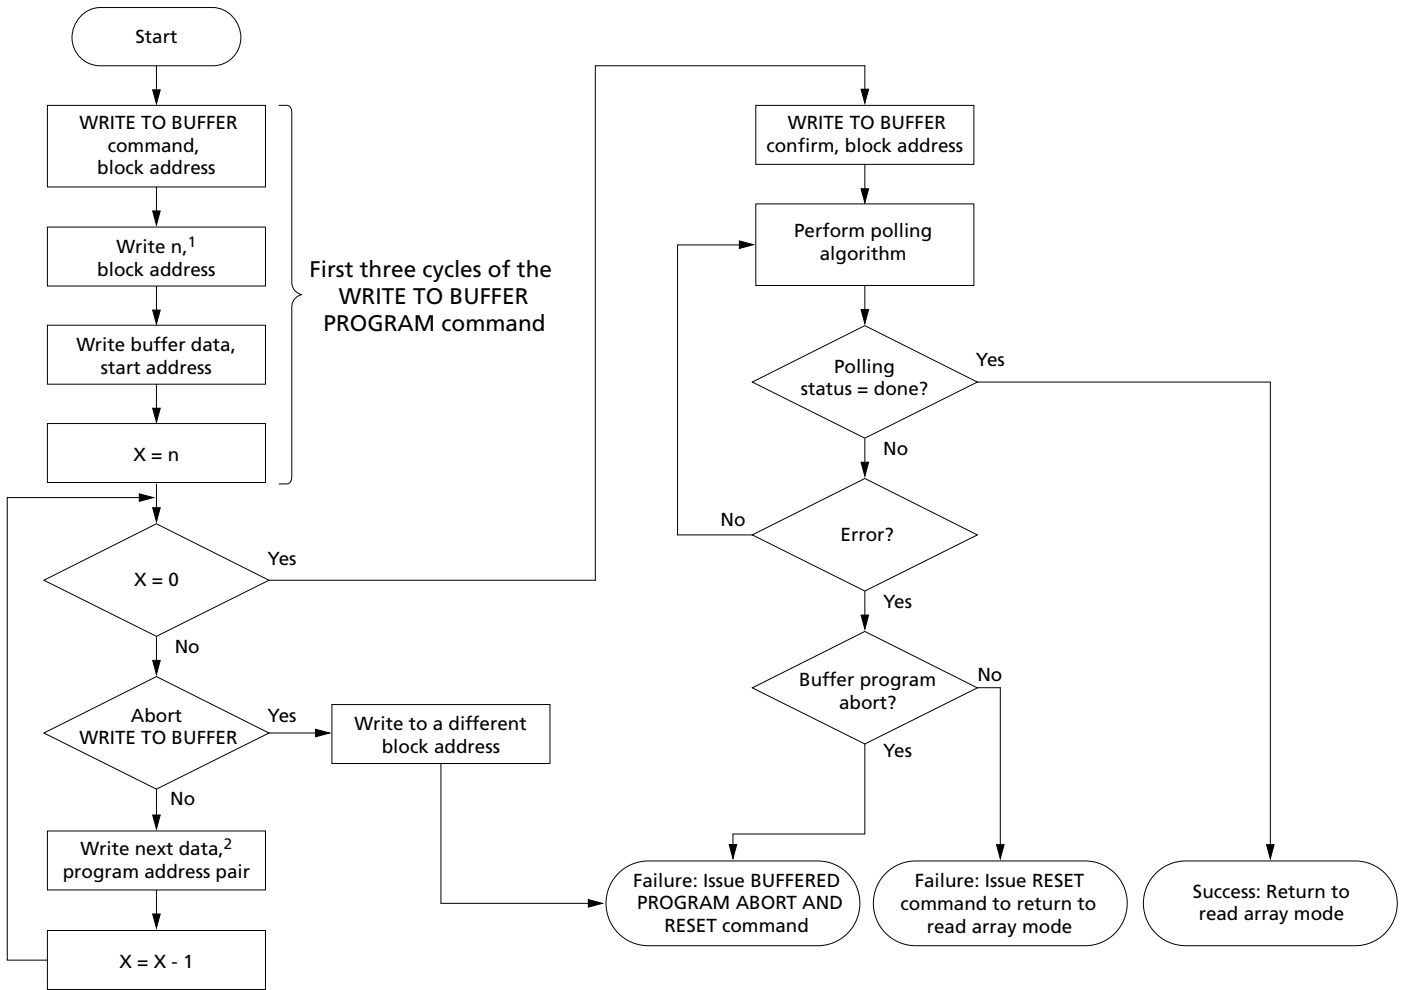 Start
WRITE TO BUFFER
command,
block address
Write n,1
block address
Write buffer data,
start address
X = n
First three cycles of the
WRITE TO BUFFER
PROGRAM command
X = 0
Yes
No
Abort
WRITE TO BUFFER
Yes
No
Write to a different
block address
Write next data,2
program address pair
X = X - 1
WRITE TO BUFFER
confirm, block address
Perform polling
algorithm
Polling
status = done?
Yes
No
Error?
No
Yes
Buffer program
abort?
No
Yes
Failure: Issue BUFFERED
PROGRAM ABORT AND
RESET command
Failure: Issue RESET
command to return to
read array mode
Success: Return to
read array mode